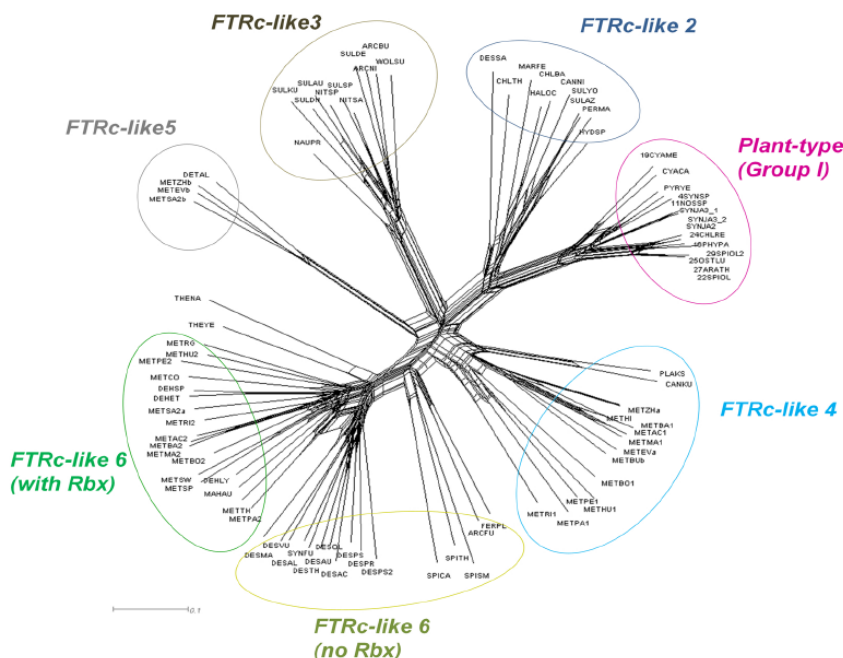 FTRc-like3
FTRc-like 2
ARCBU
SULDE
WOLSU
ARCNI
SULAU
SULSP
SULKU
NITSP
SULDN
NITSA
NAUPR
DESSA
MARFE
CHLTH
CHLBA
CANNI
HALOC
SULYO
SULAZ
PERMA
HYDSP
FTRc-like5
DETAL
METZHb
METEVb
METSA2b
Plant-type
(Group I)
19CYAME
CYACA
PYRYE
4SYNSP
11NOSSP
SYNJA3_1
SYNJA3_2
SYNJA2
24CHLRE
16PHYPA
29SPIOL2
25OSTLU
27ARATH
22SPIOL
THENA
THEYE
METRG
METHU2
METPE2
METCO
DEHSP
DEHET
METSA2a
METRI2
METAC2
METBA2
METMA2
METBO2
METSW
DEHLY
METSP
MAHAU
METTH
METPA2
FTRc-like 6
(with Rbx)
PLAKS
CANKU
METZHa
METHI
METBA1
METAC1
METMA1
METEVa
METBUb
METBO1
METPE1
METHU1
METRI1
METPA1
FTRc-like 4
FERPL
ARCFU
SPITH
SPICA
SPISM
DESVU
DESOL
DESMA
SYNFU
DESPS
DESAL
DESAU
DESPR
DESTH
DESAC
DESPS2
0.1
FTRc-like 6
(no Rbx)